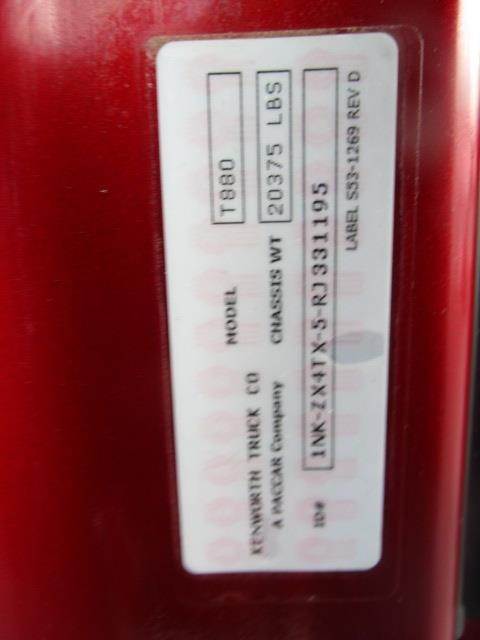 KENWORTH TRUCK CO MODEL T880
A PACCAR Company CHASSIS WT 20375 LBS
ID# 1NK-ZX4TX-5-RJ331195
LABEL S53-1269 REV D